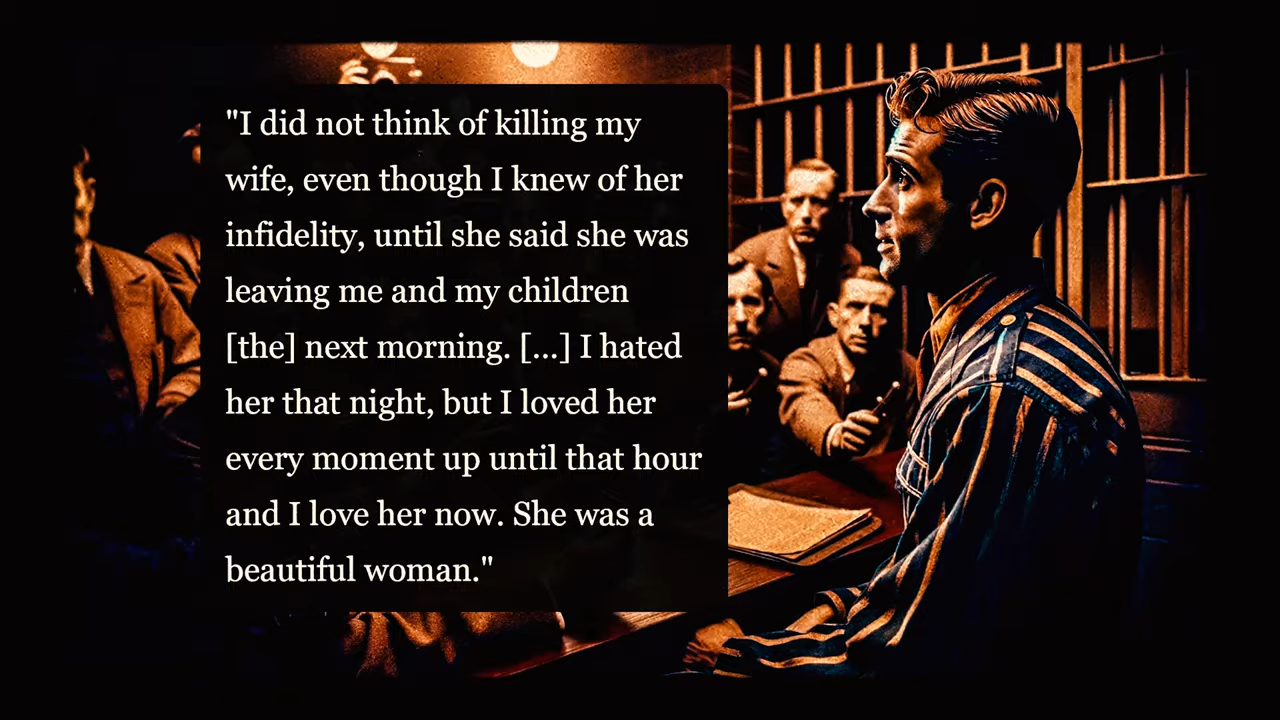 "I did not think of killing my
wife, even though I knew of her
infidelity, until she said she was
leaving me and my children
[the] next morning. [...] I hated
her that night, but I loved her
every moment up until that hour
and I love her now. She was a
beautiful woman."